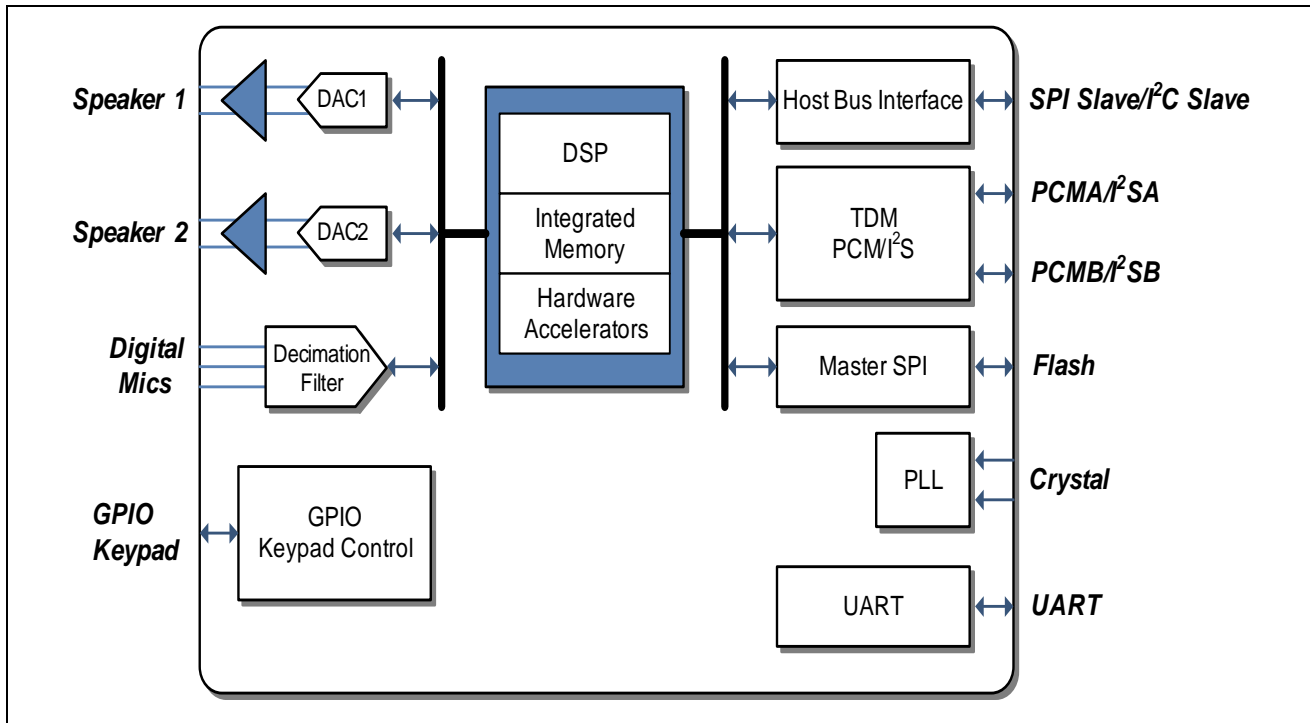 Speaker 1
DAC1
Speaker 2
DAC2
Digital
Mics
Decimation
Filter
GPIO
Keypad
GPIO
Keypad Control
DSP
Integrated
Memory
Hardware
Accelerators
Host Bus Interface
SPI Slave/I²C Slave
TDM
PCM/I²S
PCMA/I²SA
PCMB/I²SB
Master SPI
Flash
PLL
Crystal
UART
UART